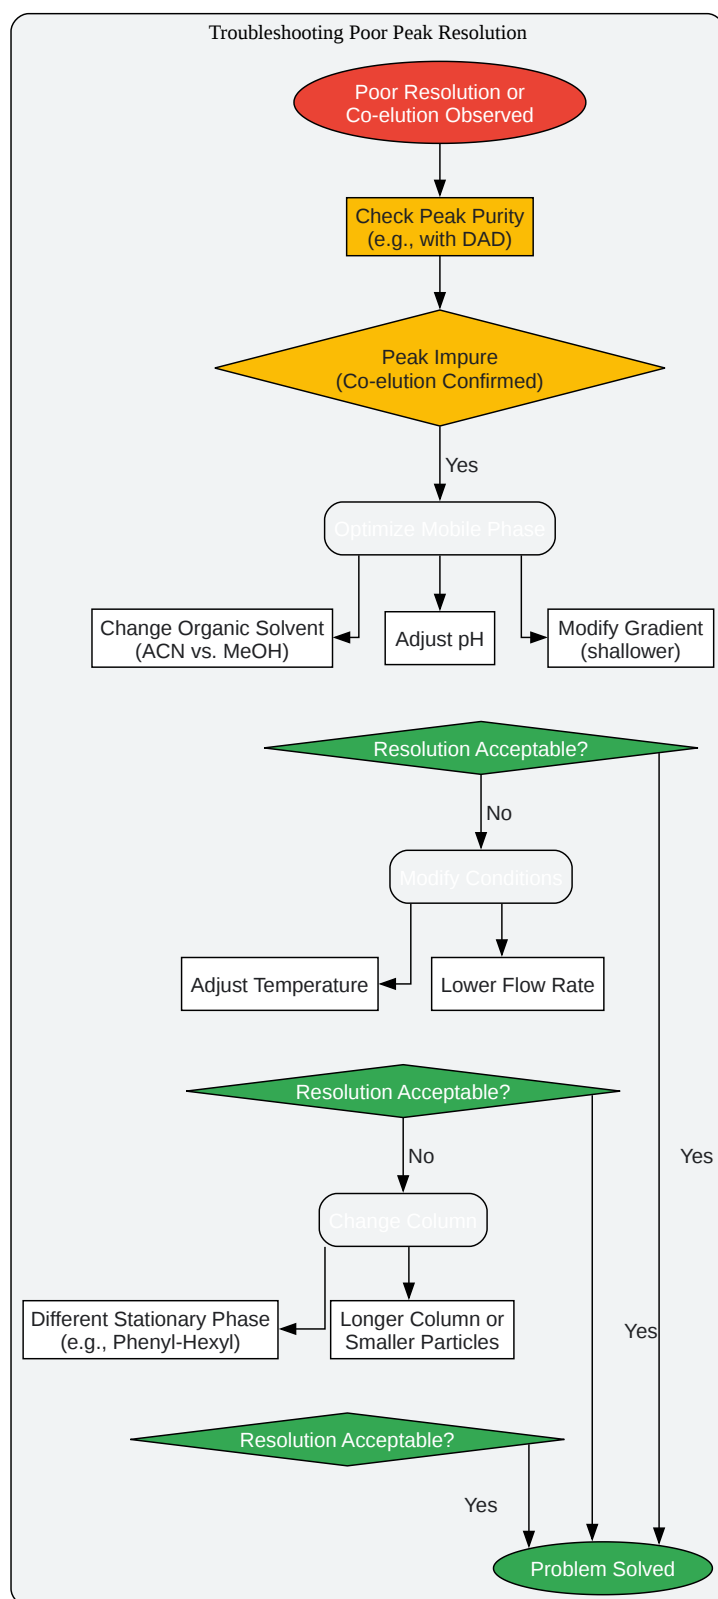 Troubleshooting Poor Peak Resolution
Poor Resolution or
Co-elution Observed
Check Peak Purity
(e.g., with DAD)
Peak Impure
(Co-elution Confirmed)
Yes
Optimize Mobile Phase
Change Organic Solvent
(ACN vs. MeOH)
Adjust pH
Modify Gradient
(shallower)
Resolution Acceptable?
No
Modify Conditions
Adjust Temperature
Lower Flow Rate
Resolution Acceptable?
No
Yes
Change Column
Different Stationary Phase
(e.g., Phenyl-Hexyl)
Longer Column or
Smaller Particles
Yes
Resolution Acceptable?
Yes
Problem Solved